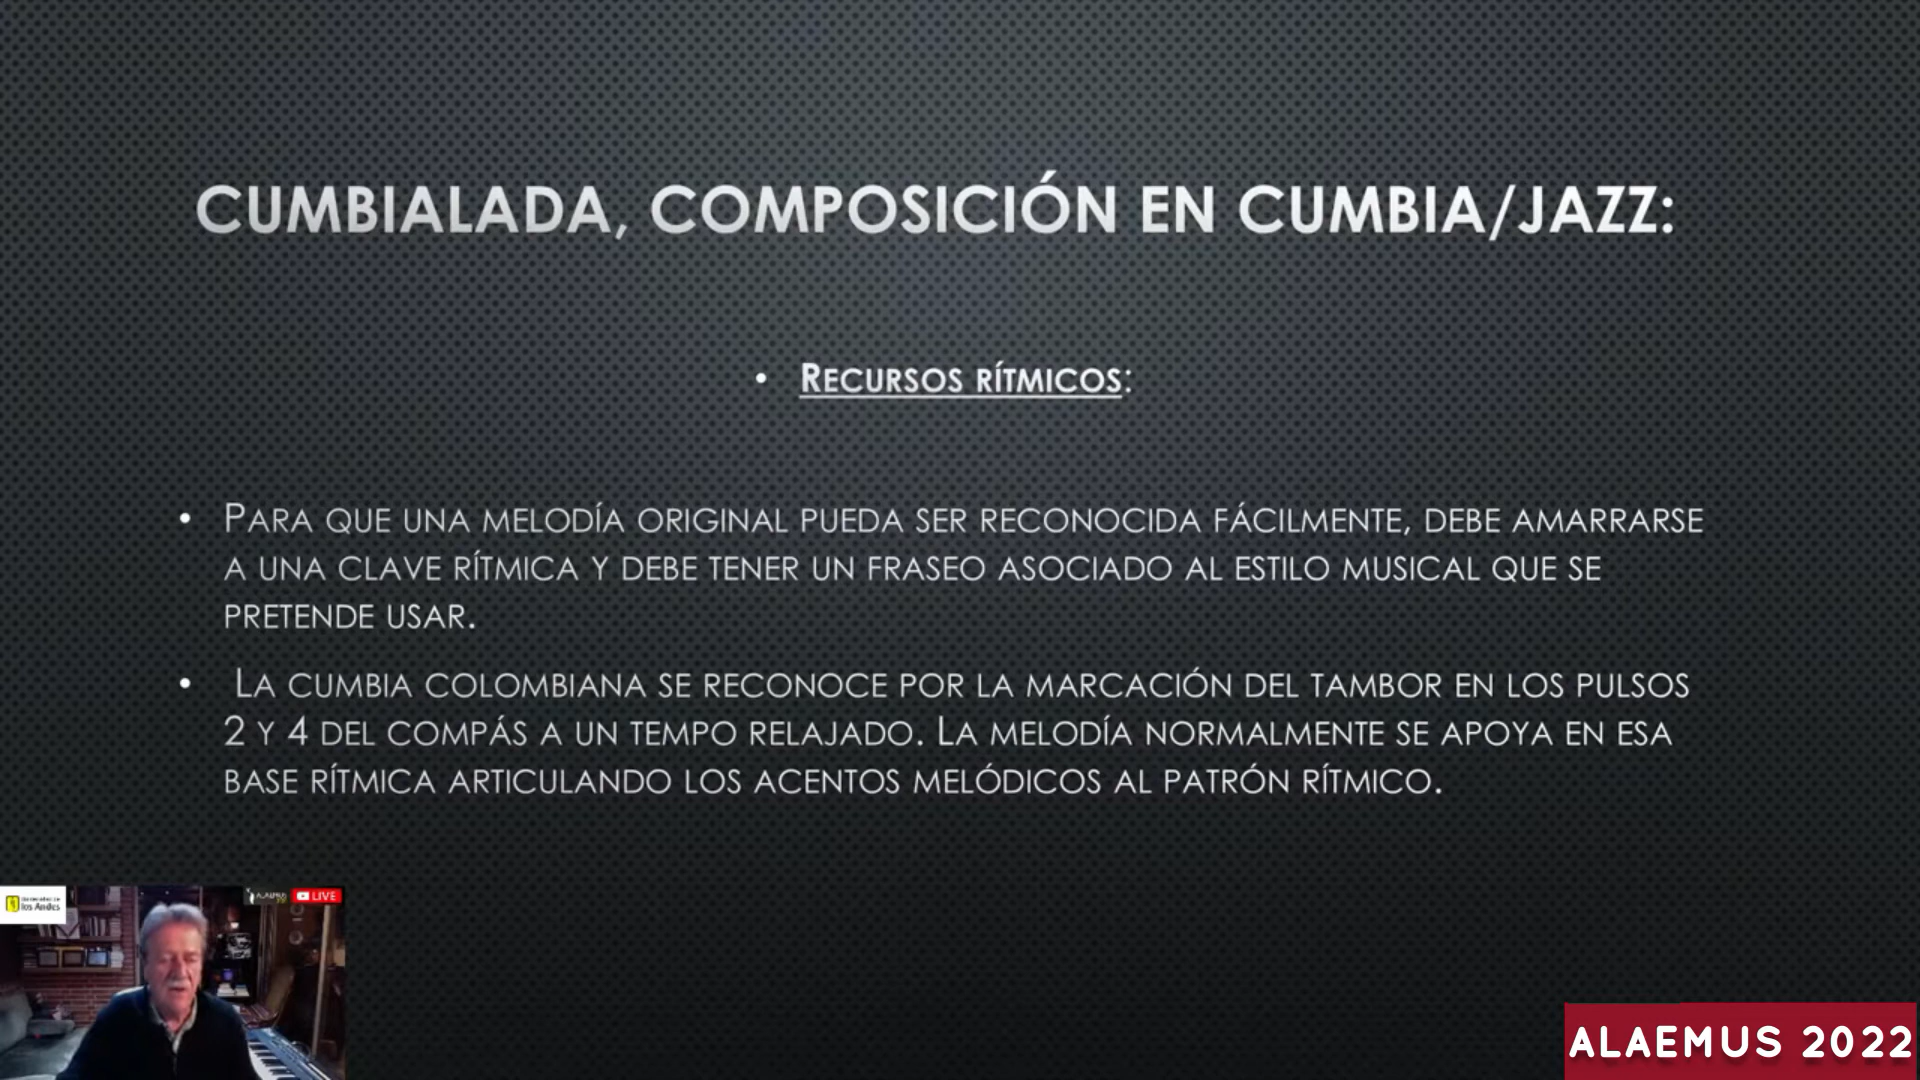 CUMBIALADA, COMPOSICIÓN EN CUMBIA/JAZZ:
• RECURSOS RÍTMICOS:
• PARA QUE UNA MELODÍA ORIGINAL PUEDA SER RECONOCIDA FÁCILMENTE, DEBE AMARRARSE
A UNA CLAVE RÍTMICA Y DEBE TENER UN FRASEO ASOCIADO AL ESTILO MUSICAL QUE SE
PRETENDE USAR.
• LA CUMBIA COLOMBIANA SE RECONOCE POR LA MARCACIÓN DEL TAMBOR EN LOS PULSOS
2 Y 4 DEL COMPÁS A UN TEMPO RELAJADO. LA MELODÍA NORMALMENTE SE APOYA EN ESA
BASE RÍTMICA ARTICULANDO LOS ACENTOS MELÓDICOS AL PATRÓN RÍTMICO.
los Andes
LIVE
ALAEMUS 2022